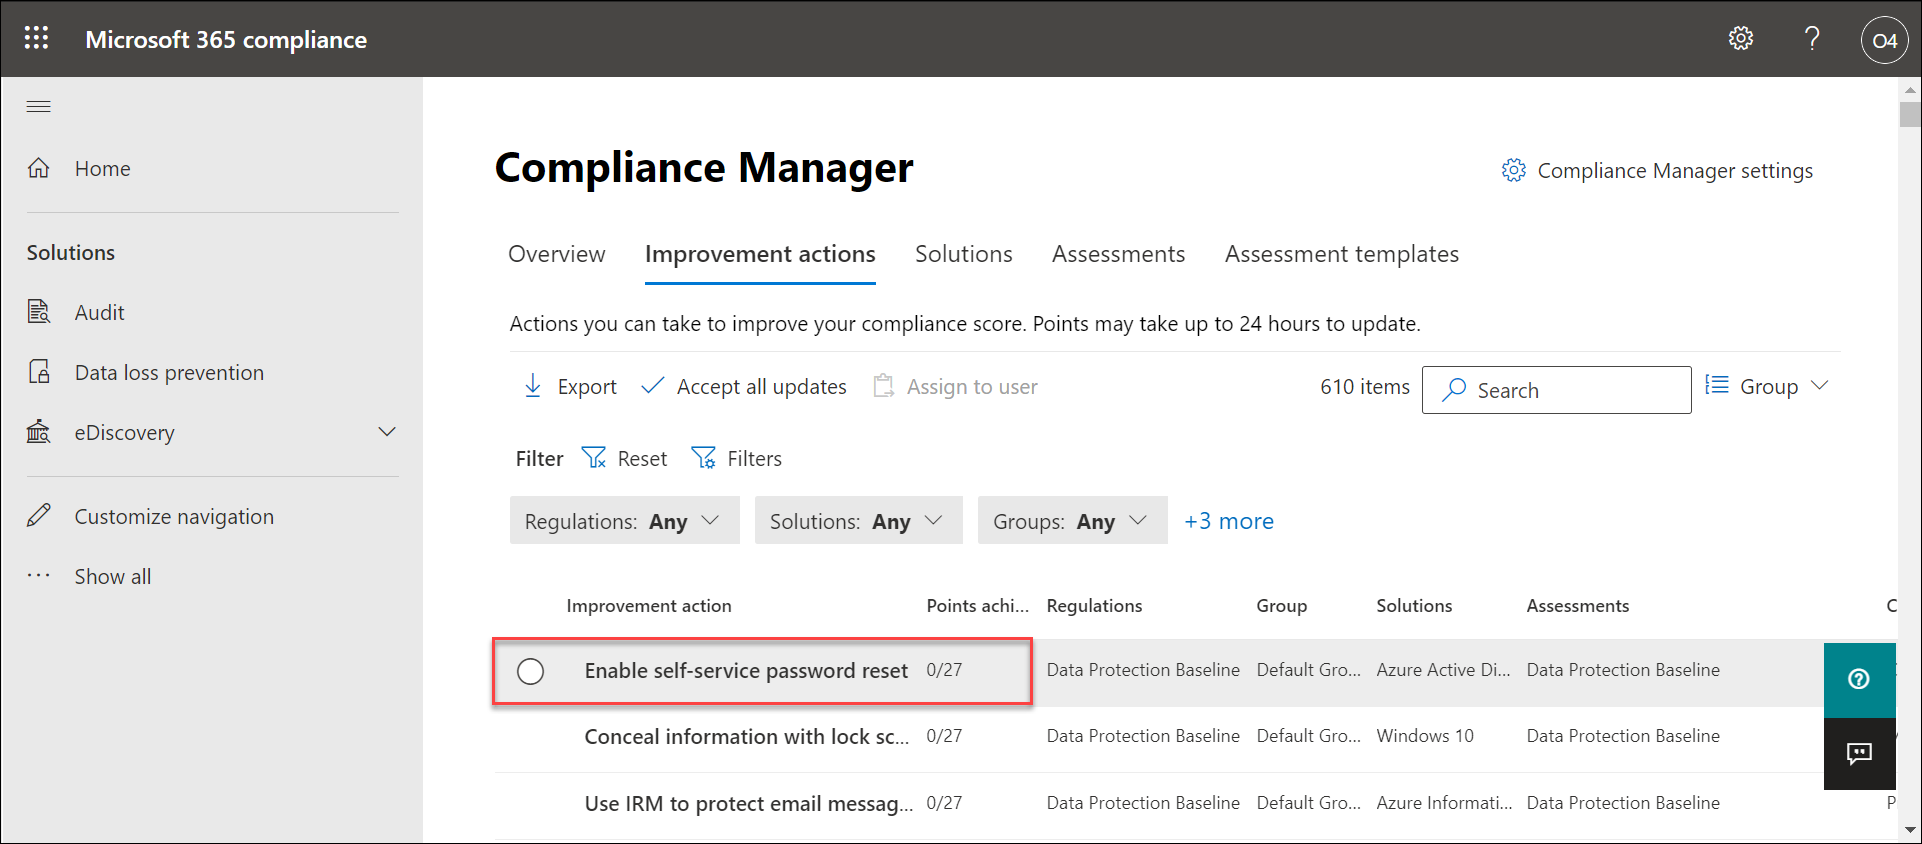 Microsoft 365 compliance
O4
Home
Solutions
Audit
Data loss prevention
eDiscovery
Customize navigation
Show all
Compliance Manager
Compliance Manager settings
Overview Improvement actions Solutions Assessments Assessment templates
Actions you can take to improve your compliance score. Points may take up to 24 hours to update.
Export Accept all updates Assign to user 610 items Search Group
Filter Reset Filters
Regulations: Any Solutions: Any Groups: Any +3 more
Improvement action Points achi... Regulations Group Solutions Assessments C
Enable self-service password reset 0/27 Data Protection Baseline Default Gro... Azure Active Di... Data Protection Baseline
Conceal information with lock sc... 0/27 Data Protection Baseline Default Gro... Windows 10 Data Protection Baseline
Use IRM to protect email messag... 0/27 Data Protection Baseline Default Gro... Azure Informati... Data Protection Baseline P